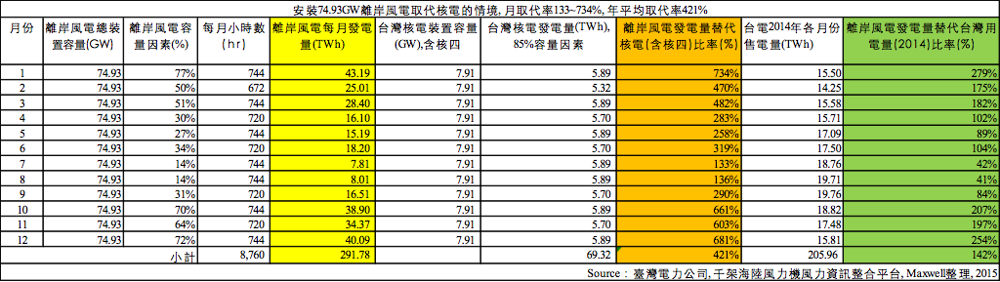 安裝74.93GW離岸風電取代核電的情境, 月取代率133~734%, 年平均取代率421%
月份 離岸風電總裝置容量(GW) 離岸風電容量因素(%) 每月小時數(hr) 離岸風電每月發電量(TWh) 台灣核電裝置容量(GW),含核四 台灣核電發電量(TWh), 85%容量因素 離岸風電發電量替代核電(含核四)比率(%) 台電2014年各月份售電量(TWh) 離岸風電發電量替代台灣用電量(2014)比率(%)
1 74.93 77% 744 43.19 7.91 5.89 734% 15.50 279%
2 74.93 50% 672 25.01 7.91 5.32 470% 14.25 175%
3 74.93 51% 744 28.40 7.91 5.89 482% 15.58 182%
4 74.93 30% 720 16.10 7.91 5.70 283% 15.71 102%
5 74.93 27% 744 15.19 7.91 5.89 258% 17.09 89%
6 74.93 34% 720 18.20 7.91 5.70 319% 17.50 104%
7 74.93 14% 744 7.81 7.91 5.89 133% 18.76 42%
8 74.93 14% 744 8.01 7.91 5.89 136% 19.71 41%
9 74.93 31% 720 16.51 7.91 5.70 290% 19.76 84%
10 74.93 70% 744 38.90 7.91 5.89 661% 18.82 207%
11 74.93 64% 720 34.37 7.91 5.70 603% 17.48 197%
12 74.93 72% 744 40.09 7.91 5.89 681% 15.81 254%
小計 8,760 291.78 69.32 421% 205.96 142%
Source : 臺灣電力公司, 千架海陸風力機風力資訊整合平台, Maxwell整理, 2015